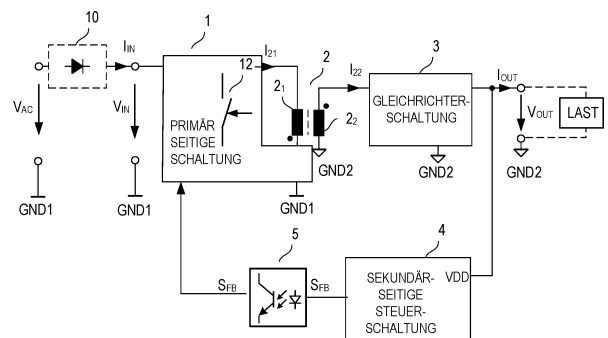 10
1
I_IN
I_21
12
2
I_22
3
I_OUT
V_AC
V_IN
2_1
2_2
PRIMÄR
SEITIGE
SCHALTUNG
GLEICHRICHTER-
SCHALTUNG
V_OUT
LAST
GND2
GND2
GND2
GND1
GND1
GND1
5
4
S_FB
S_FB
SEKUNDÄR-
SEITIGE
STEUER-
SCHALTUNG
VDD